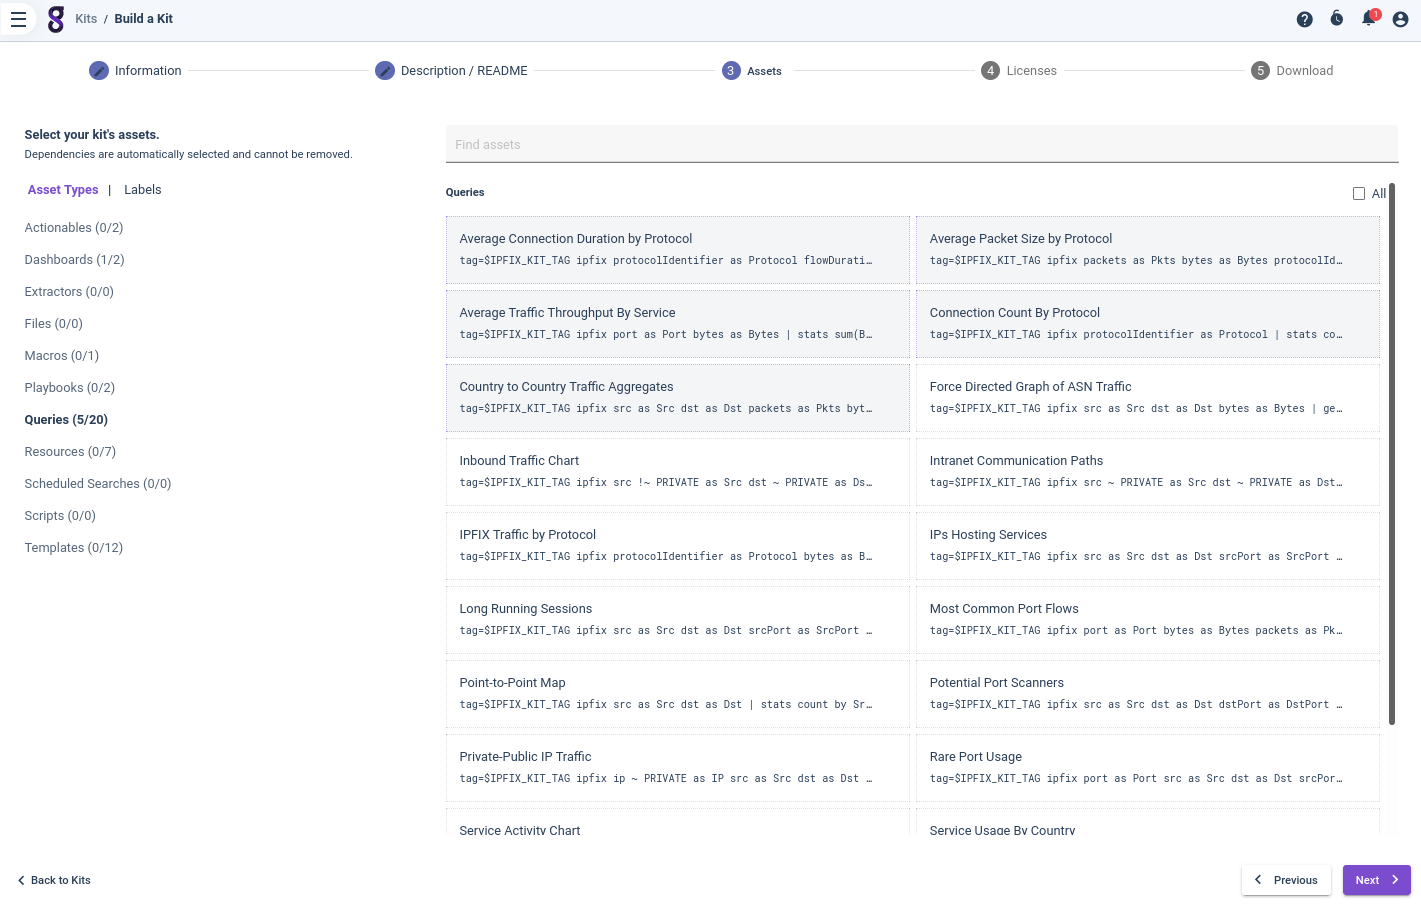 Kits / Build a Kit
1
Information
Description / README
3 Assets
4 Licenses
5 Download
Select your kit's assets.
Dependencies are automatically selected and cannot be removed.
Asset Types | Labels
Actionables (0/2)
Dashboards (1/2)
Extractors (0/0)
Files (0/0)
Macros (0/1)
Playbooks (0/2)
Queries (5/20)
Resources (0/7)
Scheduled Searches (0/0)
Scripts (0/0)
Templates (0/12)
Find assets
Queries
All
Average Connection Duration by Protocol
tag=$IPFIX_KIT_TAG ipfix protocolIdentifier as Protocol flowDurati…
Average Packet Size by Protocol
tag=$IPFIX_KIT_TAG ipfix packets as Pkts bytes as Bytes protocolId…
Average Traffic Throughput By Service
tag=$IPFIX_KIT_TAG ipfix port as Port bytes as Bytes | stats sum(B…
Connection Count By Protocol
tag=$IPFIX_KIT_TAG ipfix protocolIdentifier as Protocol | stats co…
Country to Country Traffic Aggregates
tag=$IPFIX_KIT_TAG ipfix src as Src dst as Dst packets as Pkts byt…
Force Directed Graph of ASN Traffic
tag=$IPFIX_KIT_TAG ipfix src as Src dst as Dst bytes as Bytes | ge…
Inbound Traffic Chart
tag=$IPFIX_KIT_TAG ipfix src !~ PRIVATE as Src dst ~ PRIVATE as Ds…
Intranet Communication Paths
tag=$IPFIX_KIT_TAG ipfix src ~ PRIVATE as Src dst ~ PRIVATE as Dst…
IPFIX Traffic by Protocol
tag=$IPFIX_KIT_TAG ipfix protocolIdentifier as Protocol bytes as B…
IPs Hosting Services
tag=$IPFIX_KIT_TAG ipfix src as Src dst as Dst srcPort as SrcPort …
Long Running Sessions
tag=$IPFIX_KIT_TAG ipfix src as Src dst as Dst srcPort as SrcPort …
Most Common Port Flows
tag=$IPFIX_KIT_TAG ipfix port as Port bytes as Bytes packets as Pk…
Point-to-Point Map
tag=$IPFIX_KIT_TAG ipfix src as Src dst as Dst | stats count by Sr…
Potential Port Scanners
tag=$IPFIX_KIT_TAG ipfix src as Src dst as Dst dstPort as DstPort …
Private-Public IP Traffic
tag=$IPFIX_KIT_TAG ipfix ip ~ PRIVATE as IP src as Src dst as Dst …
Rare Port Usage
tag=$IPFIX_KIT_TAG ipfix port as Port src as Src dst as Dst srcPor…
Service Activity Chart
Service Usage By Country
Back to Kits
Previous
Next